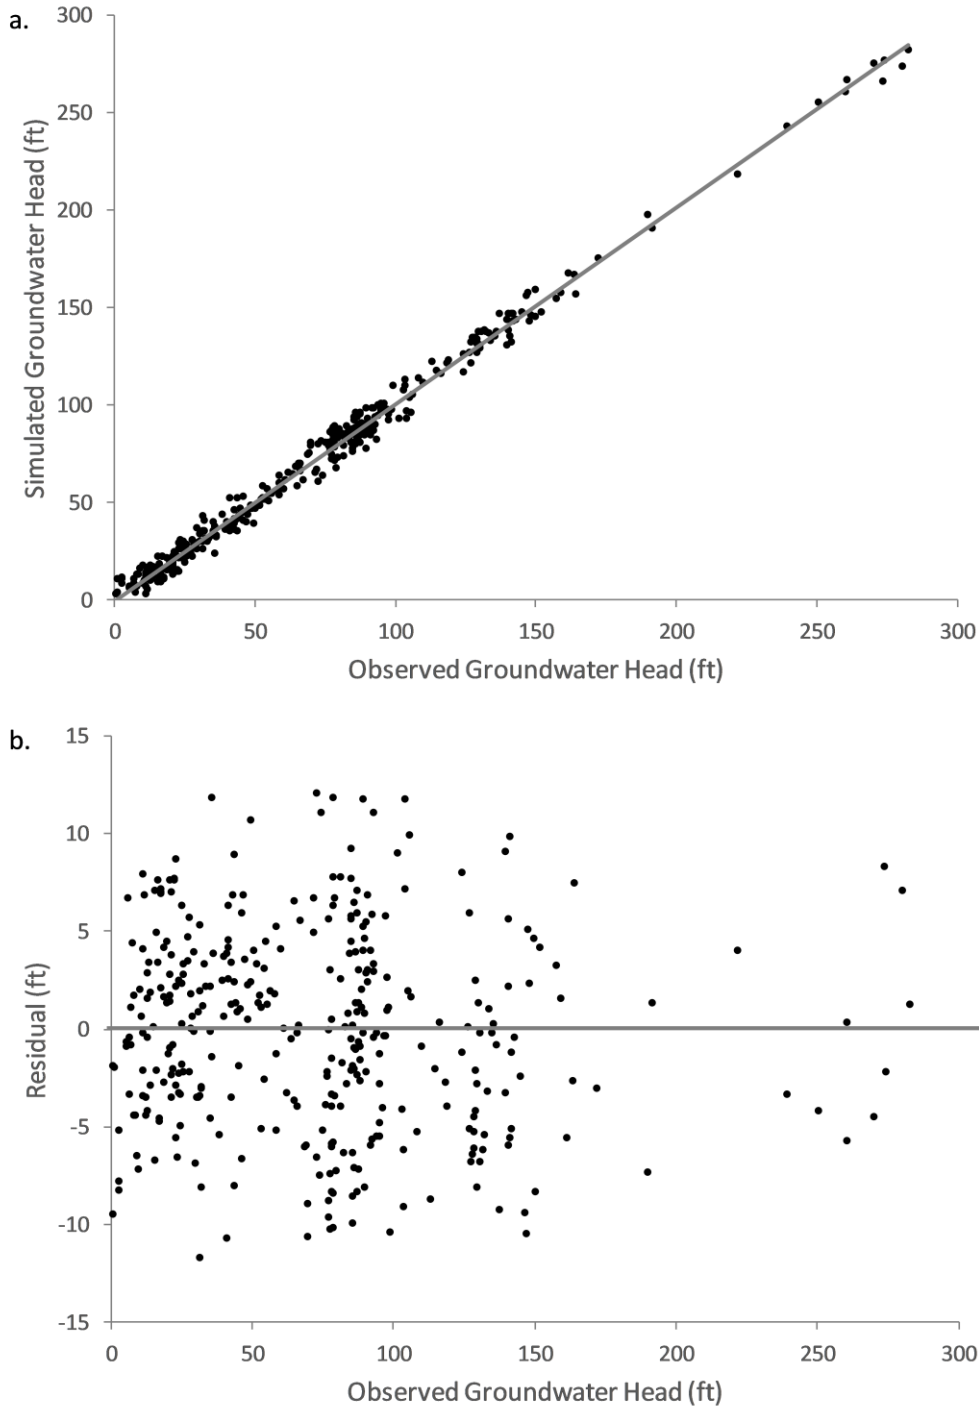 a.
300
250
200
150
100
50
0
0 50 100 150 200 250 300
Simulated Groundwater Head (ft)
Observed Groundwater Head (ft)
b.
15
10
5
0
-5
-10
-15
0 50 100 150 200 250 300
Residual (ft)
Observed Groundwater Head (ft)